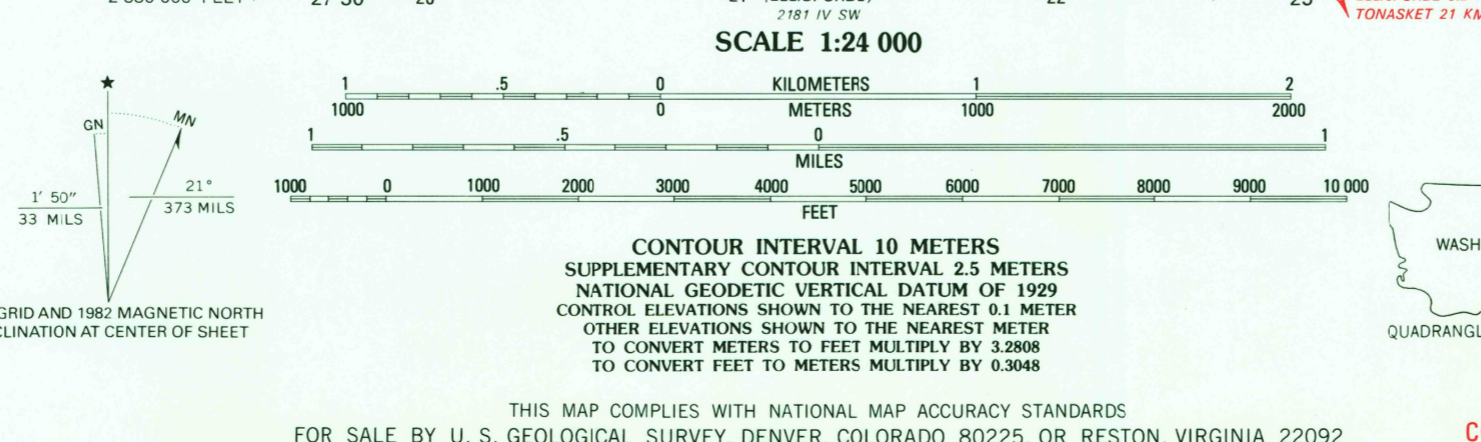 27'30"
2181 IV SW
TONASKET 21 KM
SCALE 1:24 000
1 .5 0 KILOMETERS 1 2
1000 0 METERS 1000 2000
1 .5 0 1
MILES
1000 0 1000 2000 3000 4000 5000 6000 7000 8000 9000 10 000
FEET
★
GN
MN
1' 50"
33 MILS
21°
373 MILS
GRID AND 1982 MAGNETIC NORTH
CLINATION AT CENTER OF SHEET
CONTOUR INTERVAL 10 METERS
SUPPLEMENTARY CONTOUR INTERVAL 2.5 METERS
NATIONAL GEODETIC VERTICAL DATUM OF 1929
CONTROL ELEVATIONS SHOWN TO THE NEAREST 0.1 METER
OTHER ELEVATIONS SHOWN TO THE NEAREST METER
TO CONVERT METERS TO FEET MULTIPLY BY 3.2808
TO CONVERT FEET TO METERS MULTIPLY BY 0.3048
WASH
QUADRANGL
THIS MAP COMPLIES WITH NATIONAL MAP ACCURACY STANDARDS
FOR SALE BY U. S. GEOLOGICAL SURVEY, DENVER, COLORADO 80225, OR RESTON, VIRGINIA 22092